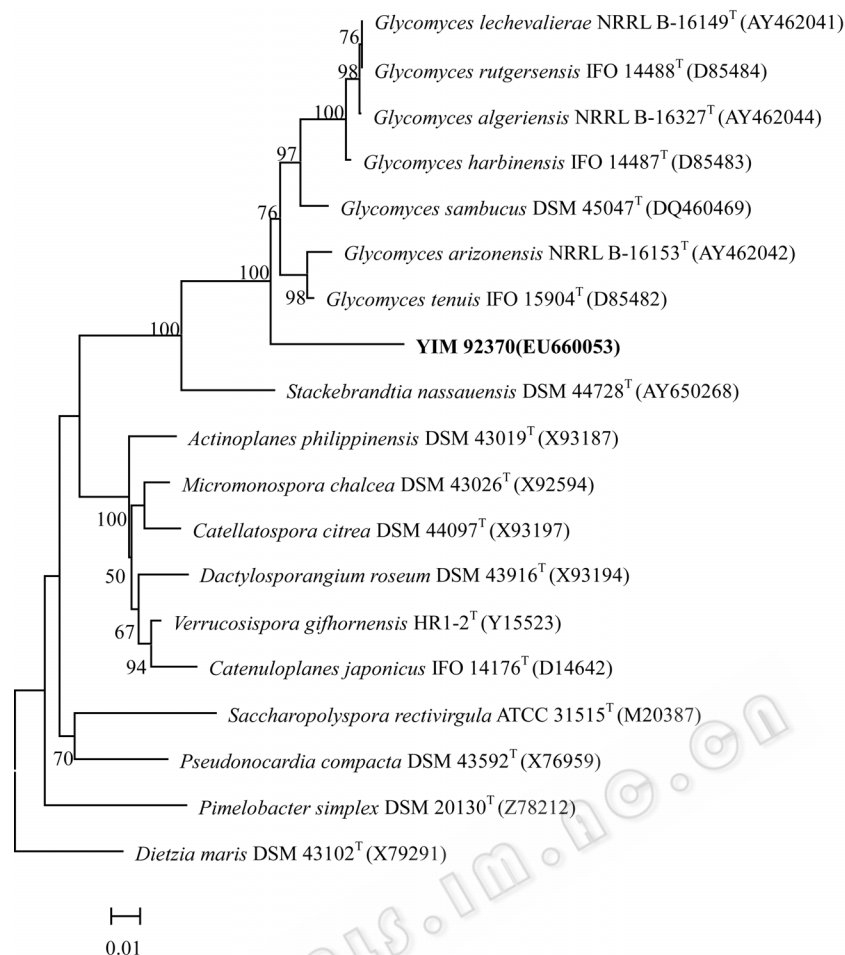 Glycomyces lechevalierae NRRL B-16149T (AY462041)
76
98
Glycomyces rutgersensis IFO 14488T (D85484)
100
Glycomyces algeriensis NRRL B-16327T (AY462044)
97
Glycomyces harbinensis IFO 14487T (D85483)
76
Glycomyces sambucus DSM 45047T (DQ460469)
Glycomyces arizonensis NRRL B-16153T (AY462042)
100
98
Glycomyces tenuis IFO 15904T (D85482)
100
YIM 92370(EU660053)
Stackebrandtia nassauensis DSM 44728T (AY650268)
Actinoplanes philippinensis DSM 43019T (X93187)
Micromonospora chalcea DSM 43026T (X92594)
100
Catellatospora citrea DSM 44097T (X93197)
50
Dactylosporangium roseum DSM 43916T (X93194)
67
Verrucosispora gifhornensis HR1-2T (Y15523)
94
Catenuloplanes japonicus IFO 14176T (D14642)
Saccharopolyspora rectivirgula ATCC 31515T (M20387)
70
Pseudonocardia compacta DSM 43592T (X76959)
Pimelobacter simplex DSM 20130T (Z78212)
Dietzia maris DSM 43102T (X79291)
0.01
.im.ac.cn